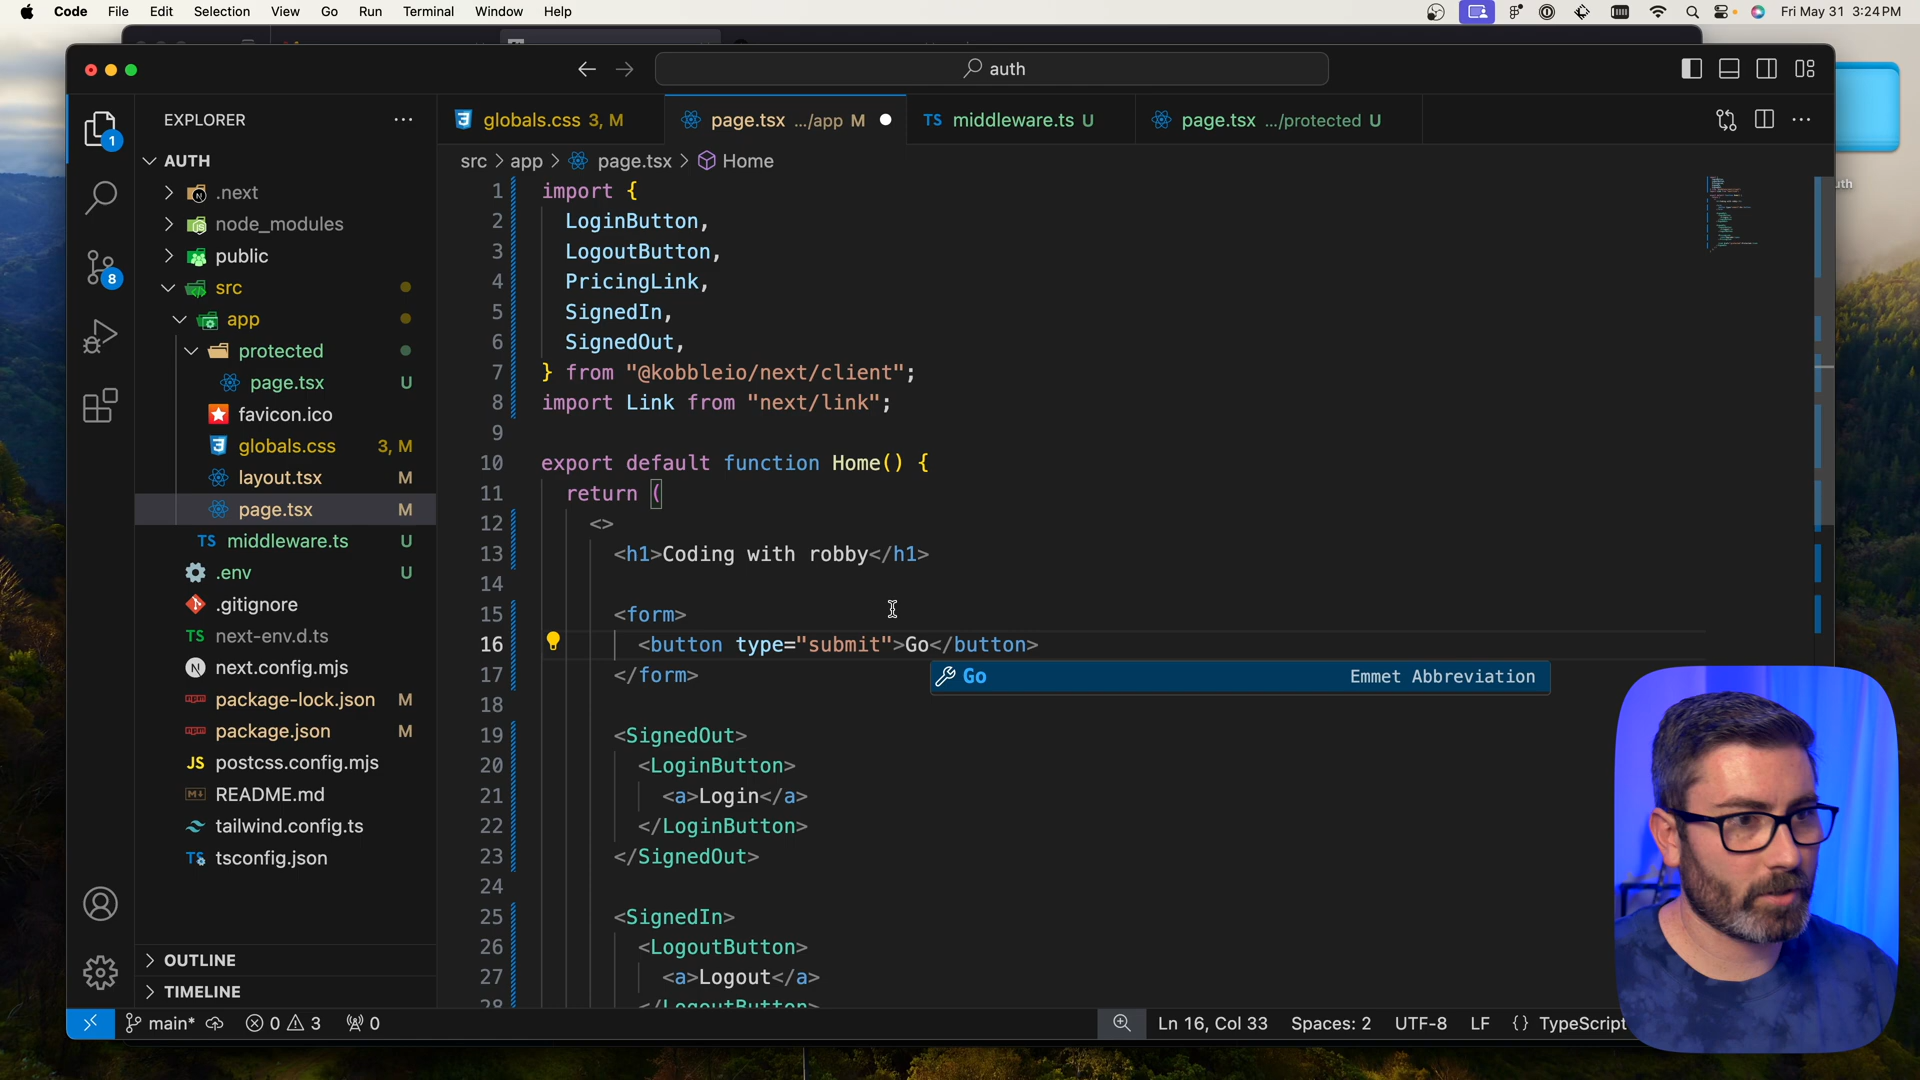 Code File Edit Selection View Go Run Terminal Window Help Fri May 31 3:24 PM
auth
EXPLORER
globals.css 3, M
page.tsx .../app M
TS middleware.ts U
page.tsx .../protected U
src > app > page.tsx > Home
AUTH
.next
node_modules
public
src
app
protected
page.tsx U
favicon.ico
globals.css 3, M
layout.tsx M
page.tsx M
TS middleware.ts U
.env U
.gitignore
TS next-env.d.ts
next.config.mjs
package-lock.json M
package.json M
JS postcss.config.mjs
README.md
tailwind.config.ts
TS tsconfig.json
OUTLINE
TIMELINE
1
8
1 import {
2 LoginButton,
3 LogoutButton,
4 PricingLink,
5 SignedIn,
6 SignedOut,
7 } from "@kobbleio/next/client";
8 import Link from "next/link";
9
10 export default function Home() {
11 return (
12 <>
13 <h1>Coding with robby</h1>
14
15 <form>
16 <button type="submit">Go</button>
17 </form>
Go Emmet Abbreviation
18
19 <SignedOut>
20 <LoginButton>
21 <a>Login</a>
22 </LoginButton>
23 </SignedOut>
24
25 <SignedIn>
26 <LogoutButton>
27 <a>Logout</a>
28 </LogoutButton>
main* 0 3 0 Ln 16, Col 33 Spaces: 2 UTF-8 LF {} TypeScript